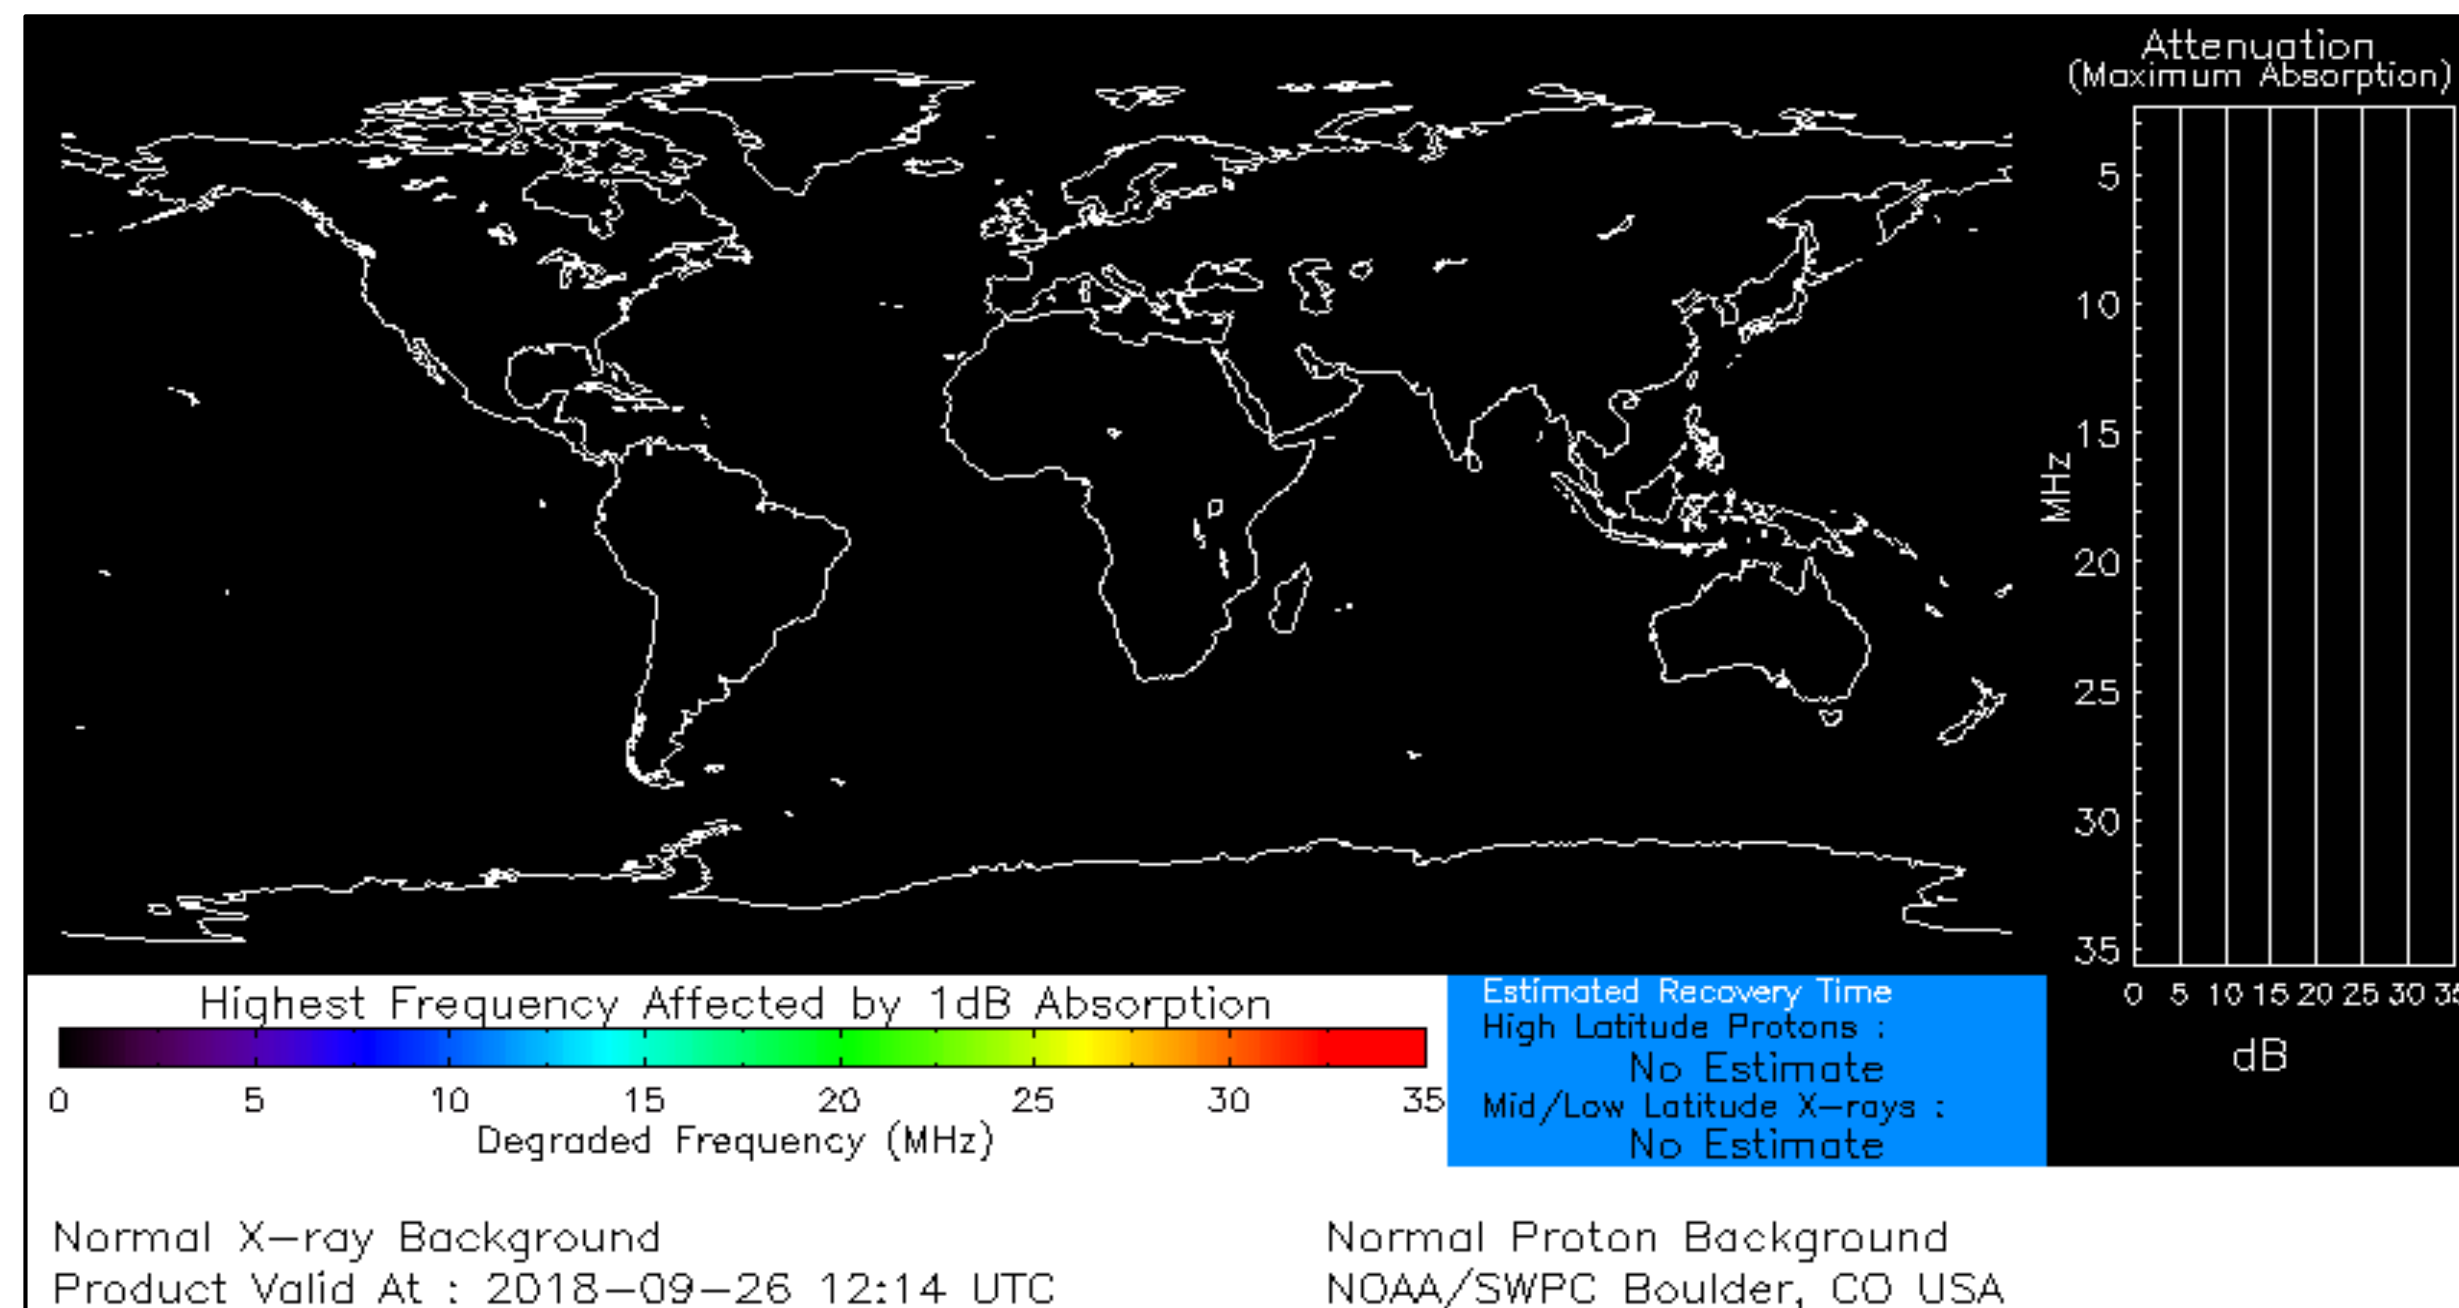 Attenuation
(Maximum Absorption)
5
10
15
20
25
30
35
MHz
0 5 10 15 20 25 30
dB
Highest Frequency Affected by 1dB Absorption
0 5 10 15 20 25 30 35
Degraded Frequency (MHz)
Estimated Recovery Time
High Latitude Protons :
No Estimate
Mid/Low Latitude X-rays :
No Estimate
Normal X-ray Background
Normal Proton Background
Product Valid At : 2018-09-26 12:14 UTC
NOAA/SWPC Boulder, CO USA